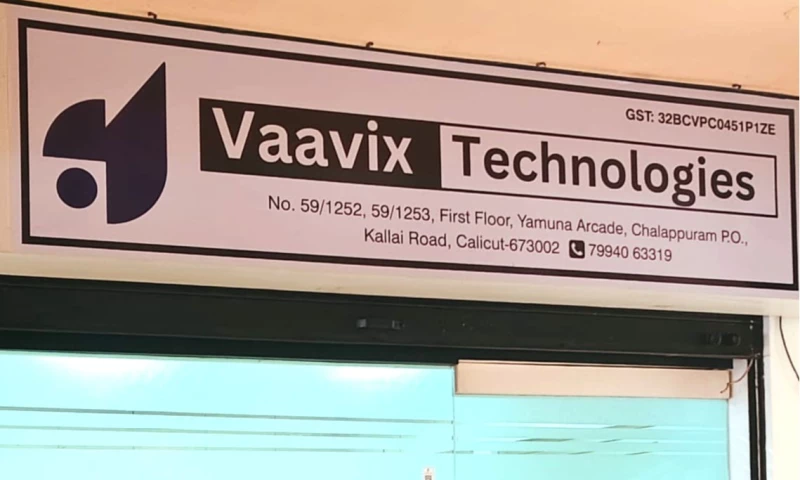 GST: 32BCVPC0451P1ZE
Vaavix Technologies
No. 59/1252, 59/1253, First Floor, Yamuna Arcade, Chalappuram P.O.,
Kallai Road, Calicut-673002 79940 63319